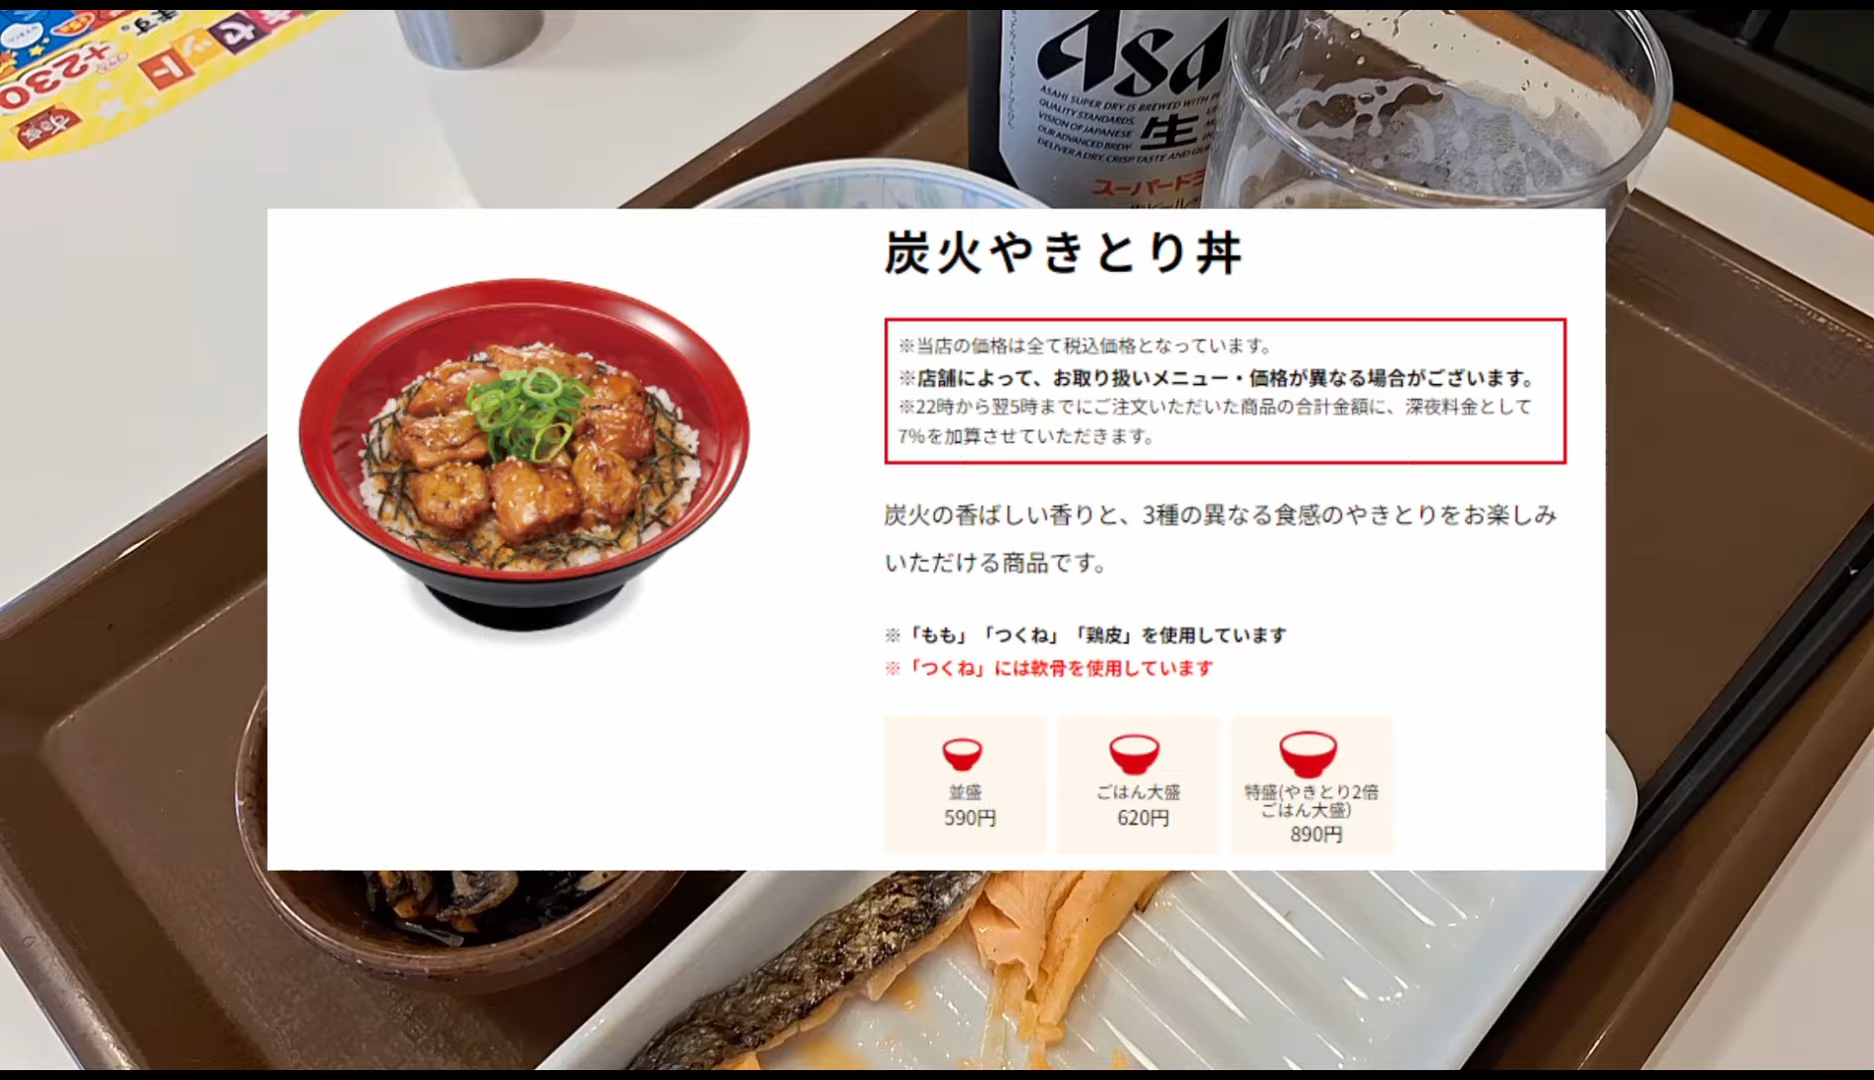 ます。
+230
セット
すき家
Asa
ASAHI SUPER DRY IS BREWED WITH
QUALITY STANDARDS,
VISION OF JAPANESE
OUR ADVANCED BREW
DELIVER A DRY, CRISP TASTE AND
生
スーパードラ
炭火やきとり丼
※当店の価格は全て税込価格となっています。
※店舗によって、お取り扱いメニュー・価格が異なる場合がございます。
※22時から翌5時までにご注文いただいた商品の合計金額に、深夜料金として
7%を加算させていただきます。
炭火の香ばしい香りと、3種の異なる食感のやきとりをお楽しみ
いただける商品です。
※「もも」「つくね」「鶏皮」を使用しています
※「つくね」には軟骨を使用しています
並盛
590円
ごはん大盛
620円
特盛(やきとり2倍
ごはん大盛)
890円